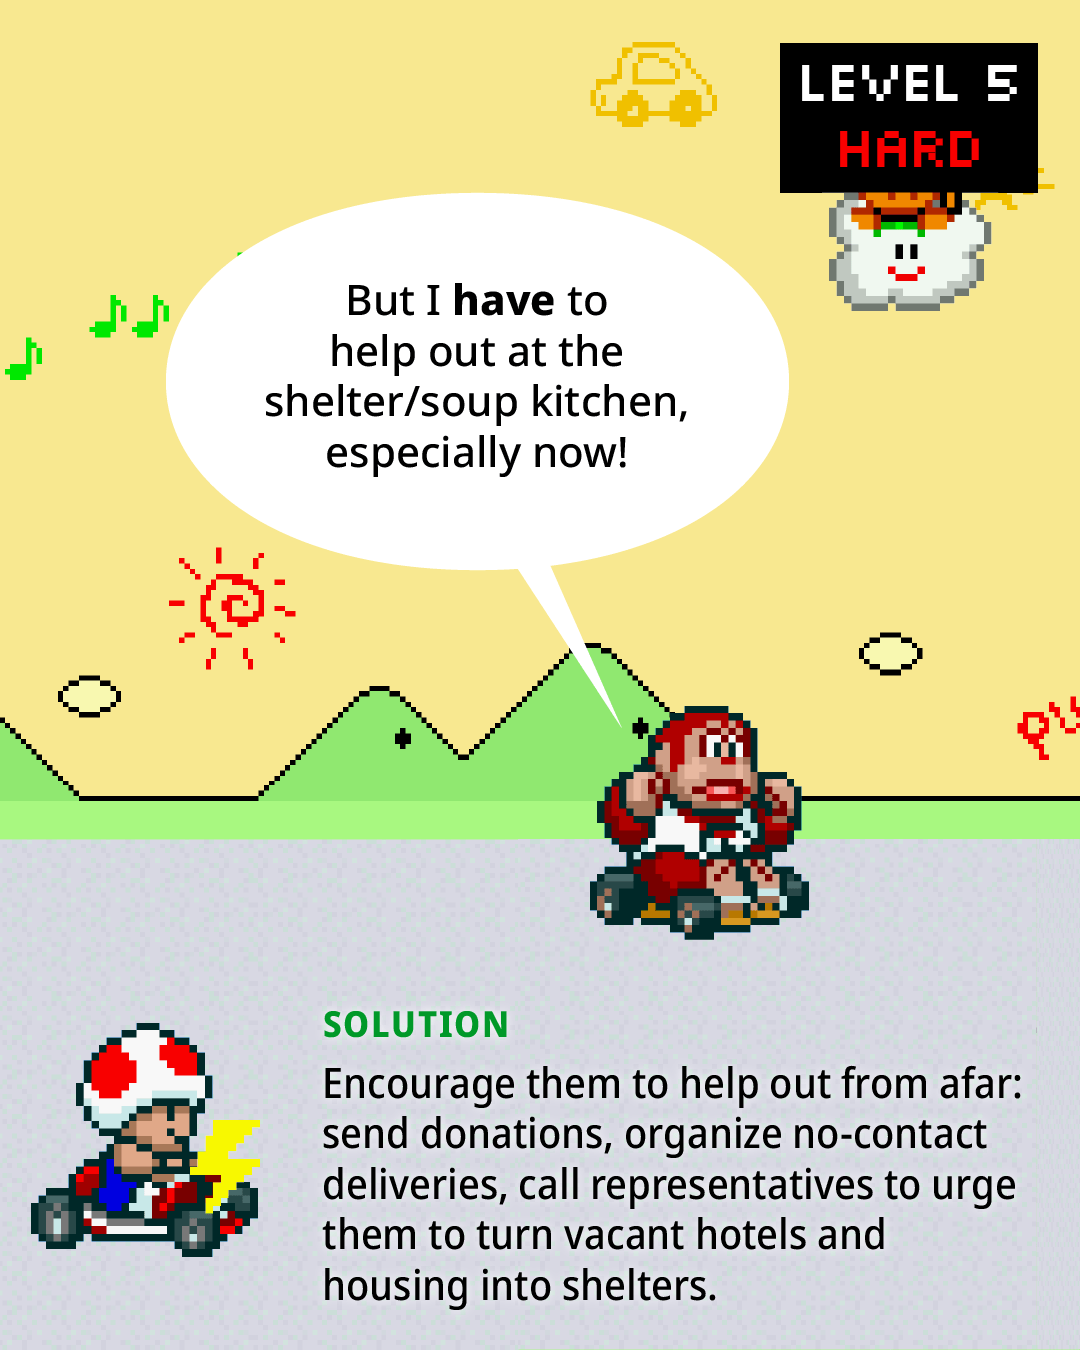 LEVEL 5
HARD
But I have to
help out at the
shelter/soup kitchen,
especially now!
SOLUTION
Encourage them to help out from afar:
send donations, organize no-contact
deliveries, call representatives to urge
them to turn vacant hotels and
housing into shelters.